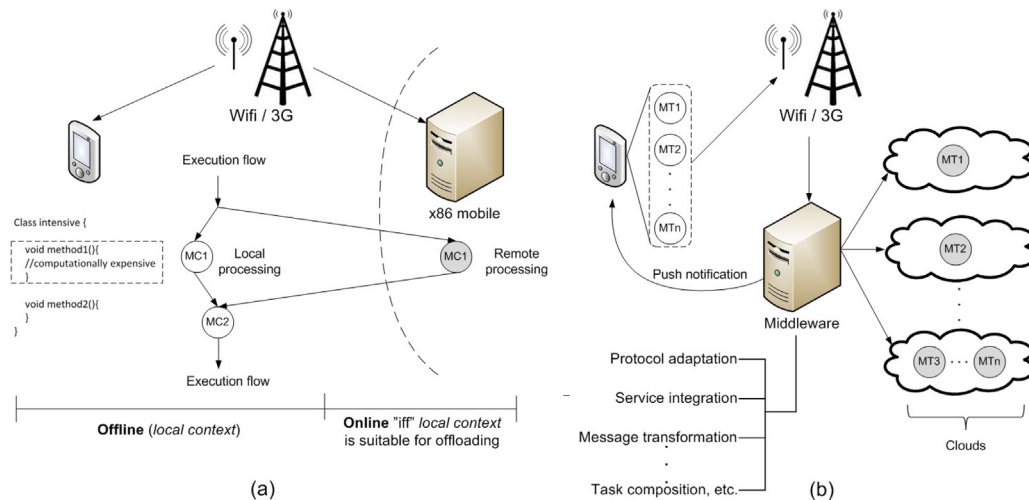 Wifi / 3G
Execution flow
x86 mobile
Class intensive {
void method1(){
//computationally expensive
}
void method2(){
}
}
MC1
Local
processing
MC1
Remote
processing
MC2
Execution flow
Offline (local context)
Online "iff" local context
is suitable for offloading
(a)
Wifi / 3G
MT1
MT2
.
.
.
MTn
Push notification
Middleware
MT1
MT2
.
.
.
MT3 . . . MTn
Clouds
Protocol adaptation
Service integration
Message transformation
.
.
.
Task composition, etc.
(b)